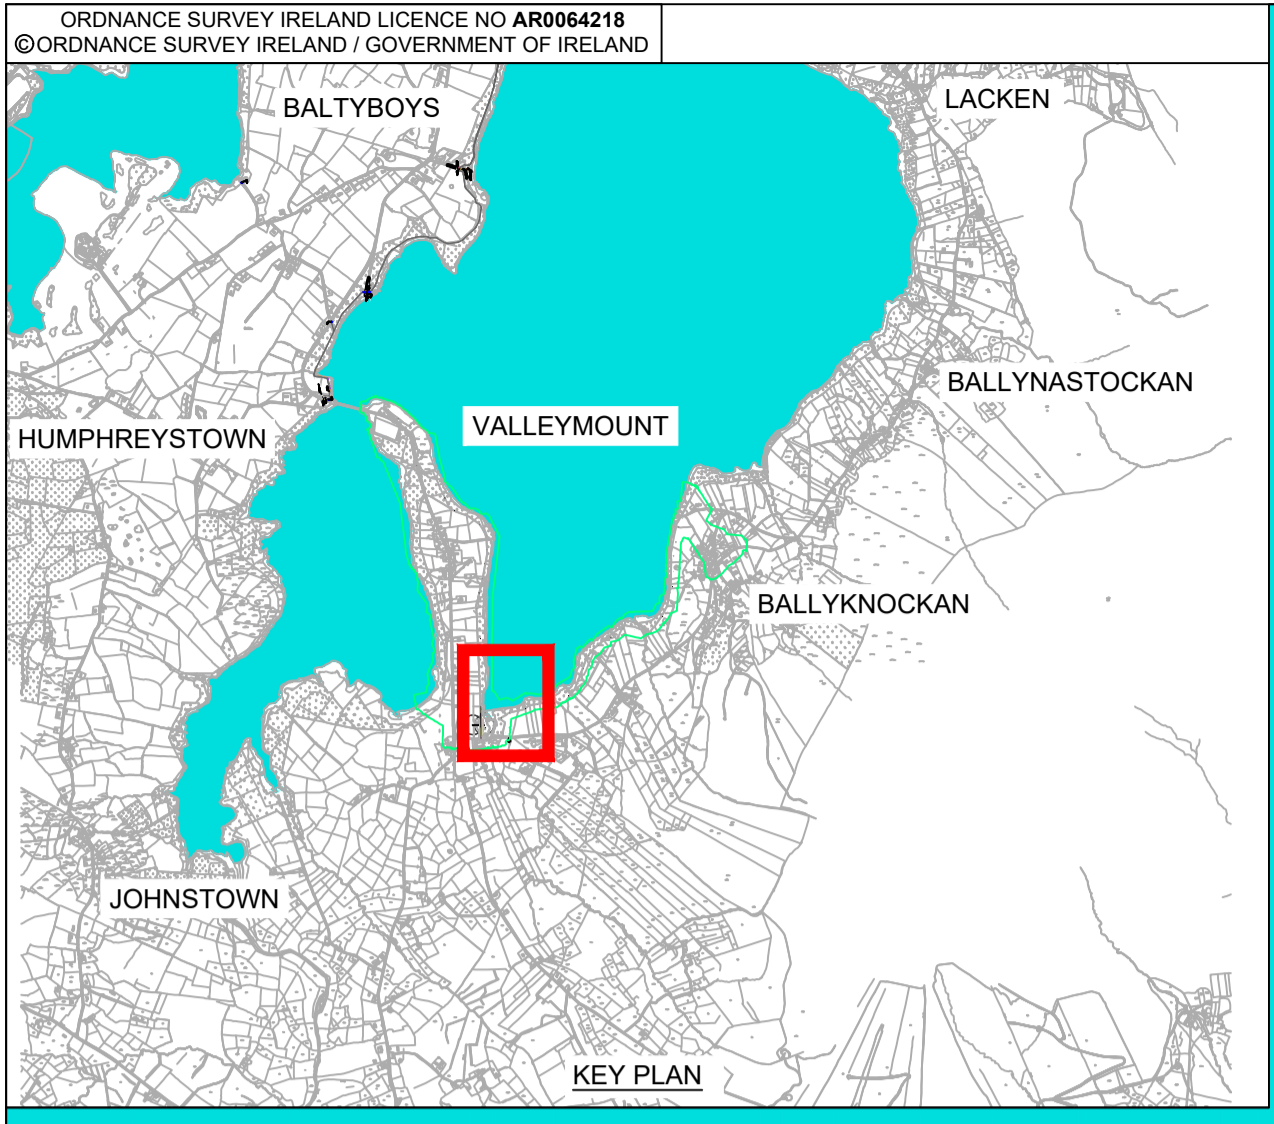 ORDNANCE SURVEY IRELAND LICENCE NO AR0064218
©ORDNANCE SURVEY IRELAND / GOVERNMENT OF IRELAND
BALTYBOYS
LACKEN
BALLYNASTOCKAN
VALLEYMOUNT
HUMPHREYSTOWN
BALLYKNOCKAN
JOHNSTOWN
KEY PLAN